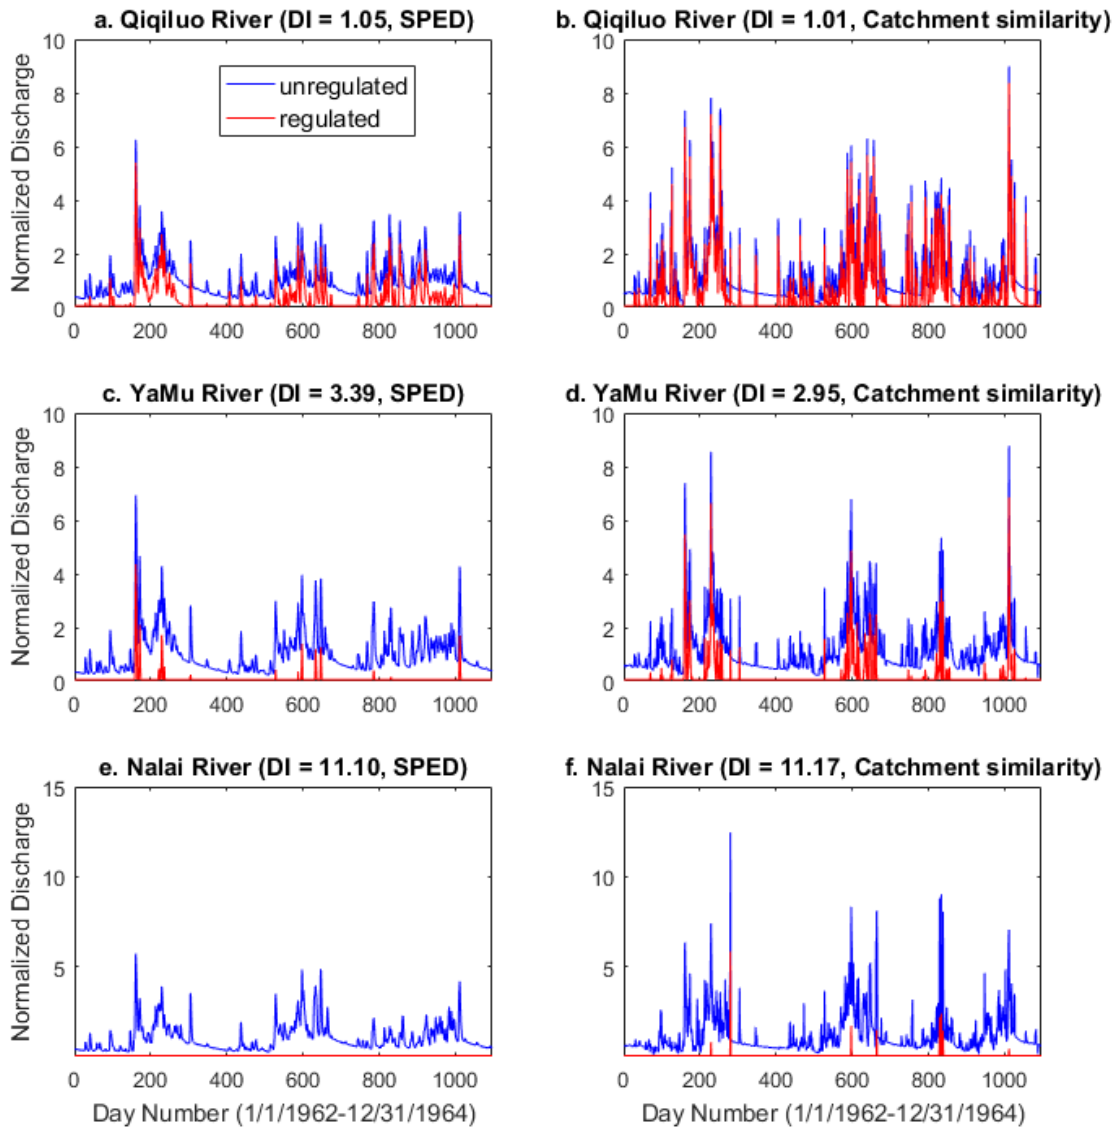 a. Qiqiluo River (DI = 1.05, SPED)
b. Qiqiluo River (DI = 1.01, Catchment similarity)
Normalized Discharge
10
8
6
4
2
0
0 200 400 600 800 1000
unregulated
regulated
10
8
6
4
2
0
0 200 400 600 800 1000
c. YaMu River (DI = 3.39, SPED)
d. YaMu River (DI = 2.95, Catchment similarity)
Normalized Discharge
10
8
6
4
2
0
0 200 400 600 800 1000
10
8
6
4
2
0
0 200 400 600 800 1000
e. Nalai River (DI = 11.10, SPED)
f. Nalai River (DI = 11.17, Catchment similarity)
Normalized Discharge
15
10
5
0 200 400 600 800 1000
Day Number (1/1/1962-12/31/1964)
15
10
5
0 200 400 600 800 1000
Day Number (1/1/1962-12/31/1964)